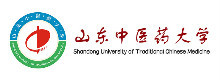 山东中医药大学
Shandong University of Traditional Chinese Medicine